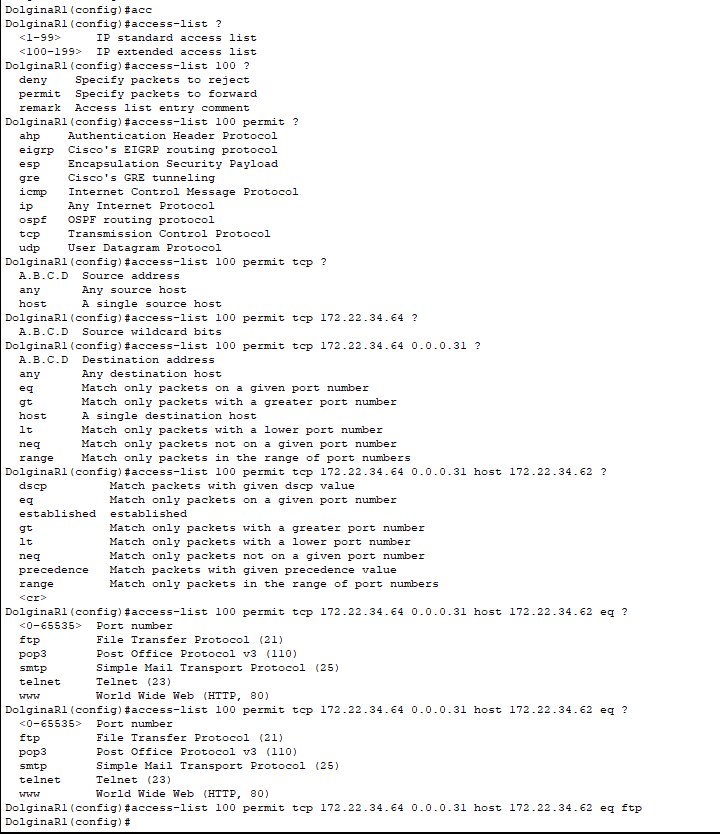 DolginaR1(config)#acc
DolginaR1(config)#access-list ?
  <1-99>     IP standard access list
  <100-199>  IP extended access list
DolginaR1(config)#access-list 100 ?
  deny    Specify packets to reject
  permit  Specify packets to forward
  remark  Access list entry comment
DolginaR1(config)#access-list 100 permit ?
  ahp    Authentication Header Protocol
  eigrp  Cisco's EIGRP routing protocol
  esp    Encapsulation Security Payload
  gre    Cisco's GRE tunneling
  icmp   Internet Control Message Protocol
  ip     Any Internet Protocol
  ospf   OSPF routing protocol
  tcp    Transmission Control Protocol
  udp    User Datagram Protocol
DolginaR1(config)#access-list 100 permit tcp ?
  A.B.C.D  Source address
  any      Any source host
  host     A single source host
DolginaR1(config)#access-list 100 permit tcp 172.22.34.64 ?
  A.B.C.D  Source wildcard bits
DolginaR1(config)#access-list 100 permit tcp 172.22.34.64 0.0.0.31 ?
  A.B.C.D  Destination address
  any      Any destination host
  eq       Match only packets on a given port number
  gt       Match only packets with a greater port number
  host     A single destination host
  lt       Match only packets with a lower port number
  neq      Match only packets not on a given port number
  range    Match only packets in the range of port numbers
DolginaR1(config)#access-list 100 permit tcp 172.22.34.64 0.0.0.31 host 172.22.34.62 ?
  dscp         Match packets with given dscp value
  eq           Match only packets on a given port number
  established  established
  gt           Match only packets with a greater port number
  lt           Match only packets with a lower port number
  neq          Match only packets not on a given port number
  precedence   Match packets with given precedence value
  range        Match only packets in the range of port numbers
  <cr>
DolginaR1(config)#access-list 100 permit tcp 172.22.34.64 0.0.0.31 host 172.22.34.62 eq ?
  <0-65535>  Port number
  ftp        File Transfer Protocol (21)
  pop3       Post Office Protocol v3 (110)
  smtp       Simple Mail Transport Protocol (25)
  telnet     Telnet (23)
  www        World Wide Web (HTTP, 80)
DolginaR1(config)#access-list 100 permit tcp 172.22.34.64 0.0.0.31 host 172.22.34.62 eq ?
  <0-65535>  Port number
  ftp        File Transfer Protocol (21)
  pop3       Post Office Protocol v3 (110)
  smtp       Simple Mail Transport Protocol (25)
  telnet     Telnet (23)
  www        World Wide Web (HTTP, 80)
DolginaR1(config)#access-list 100 permit tcp 172.22.34.64 0.0.0.31 host 172.22.34.62 eq ftp
DolginaR1(config)#